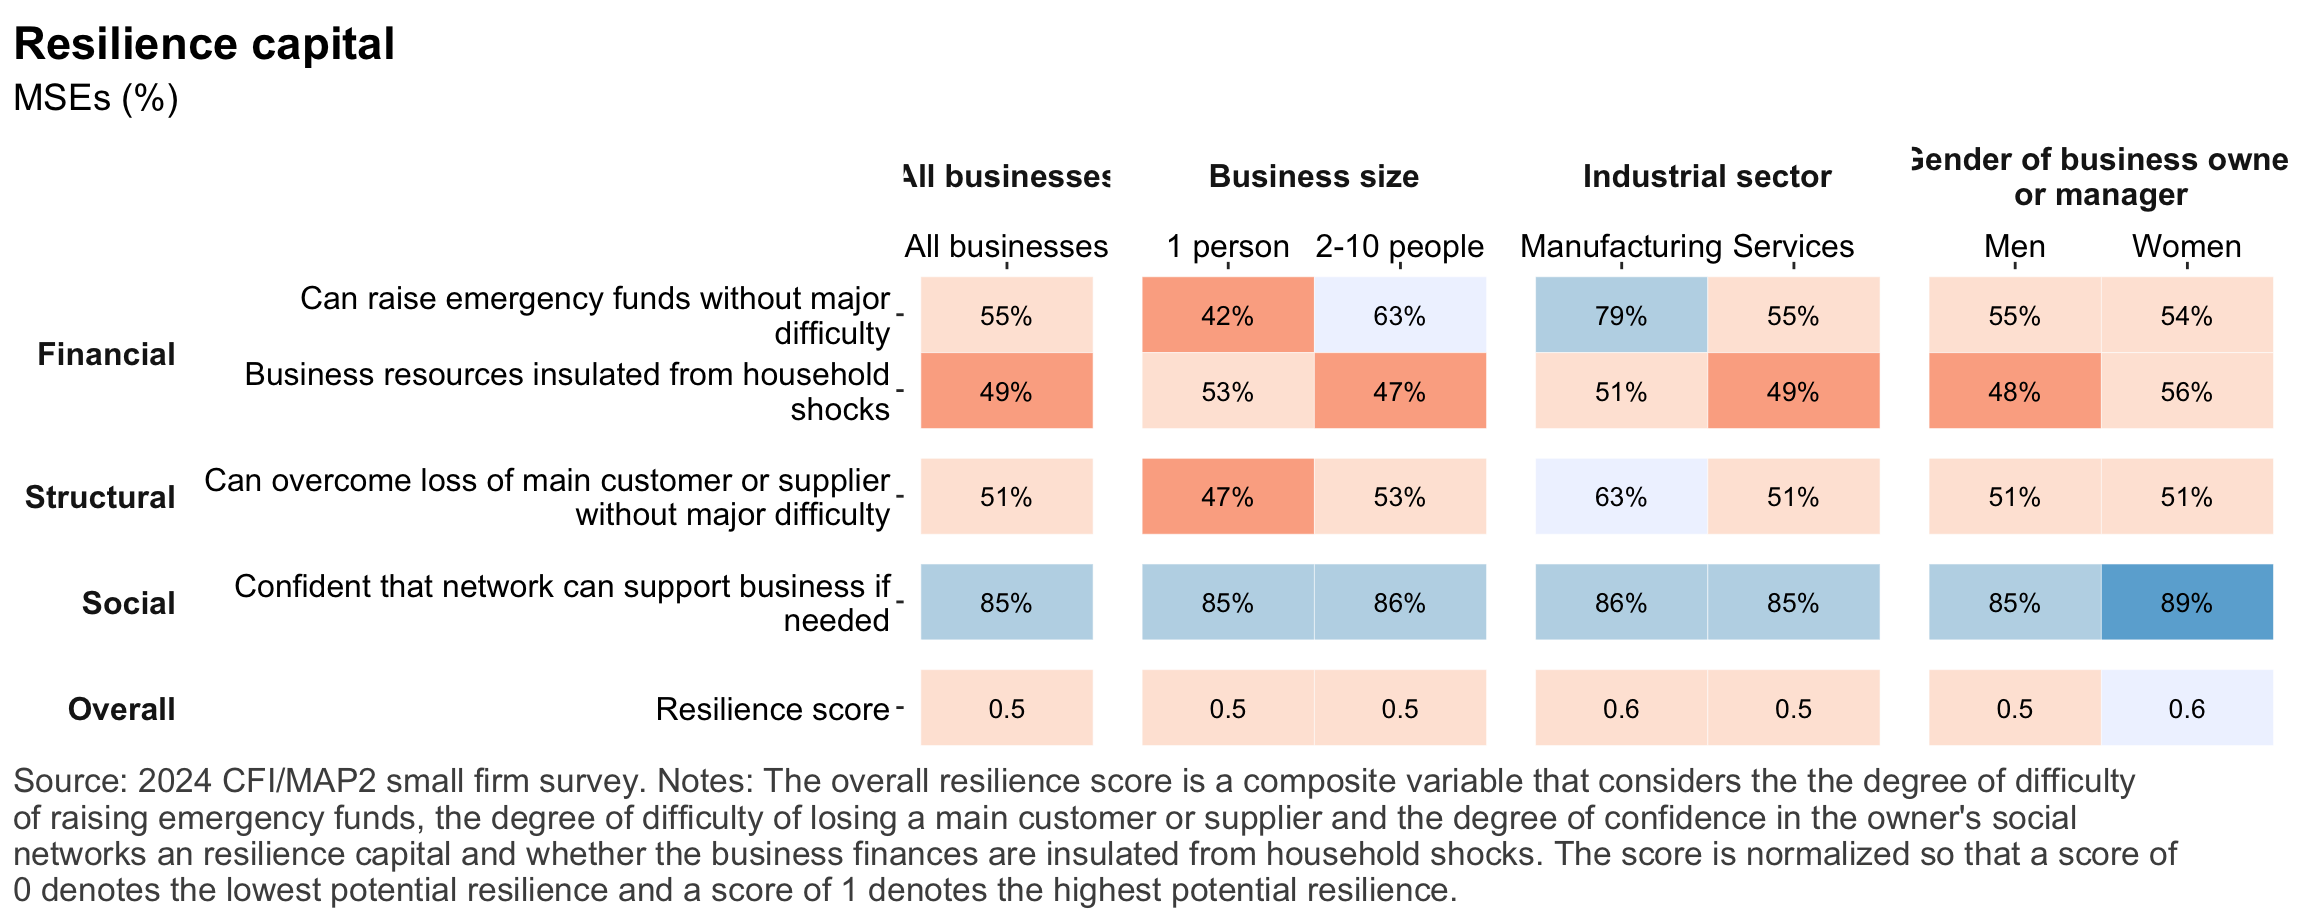 Resilience capital
MSEs (%)
All businesses
Business size
Industrial sector
Gender of business owne
or manager
All businesses
1 person
2-10 people
Manufacturing
Services
Men
Women
Financial
Can raise emergency funds without major
difficulty
55%
42%
63%
79%
55%
55%
54%
Business resources insulated from household
shocks
49%
53%
47%
51%
49%
48%
56%
Structural
Can overcome loss of main customer or supplier
without major difficulty
51%
47%
53%
63%
51%
51%
51%
Social
Confident that network can support business if
needed
85%
85%
86%
86%
85%
85%
89%
Overall
Resilience score
0.5
0.5
0.5
0.6
0.5
0.5
0.6
Source: 2024 CFI/MAP2 small firm survey. Notes: The overall resilience score is a composite variable that considers the the degree of difficulty
of raising emergency funds, the degree of difficulty of losing a main customer or supplier and the degree of confidence in the owner's social
networks an resilience capital and whether the business finances are insulated from household shocks. The score is normalized so that a score of
0 denotes the lowest potential resilience and a score of 1 denotes the highest potential resilience.